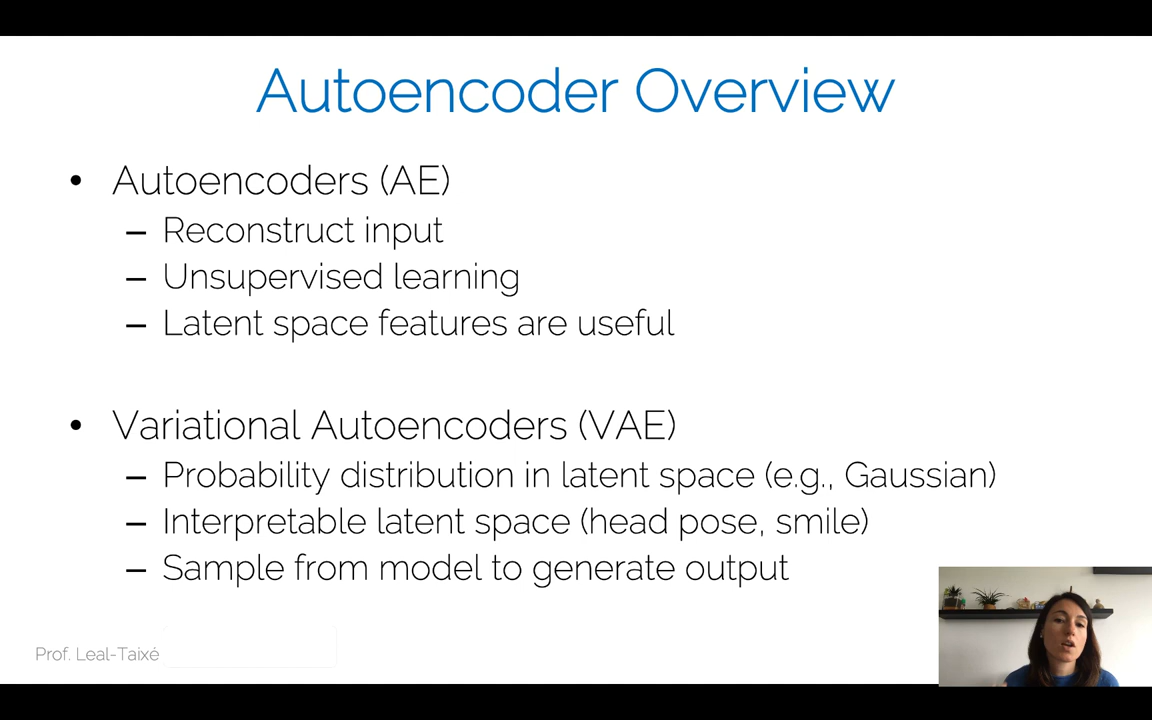 Autoencoder Overview
• Autoencoders (AE)
– Reconstruct input
– Unsupervised learning
– Latent space features are useful
• Variational Autoencoders (VAE)
– Probability distribution in latent space (e.g., Gaussian)
– Interpretable latent space (head pose, smile)
– Sample from model to generate output
Prof. Leal-Taixé